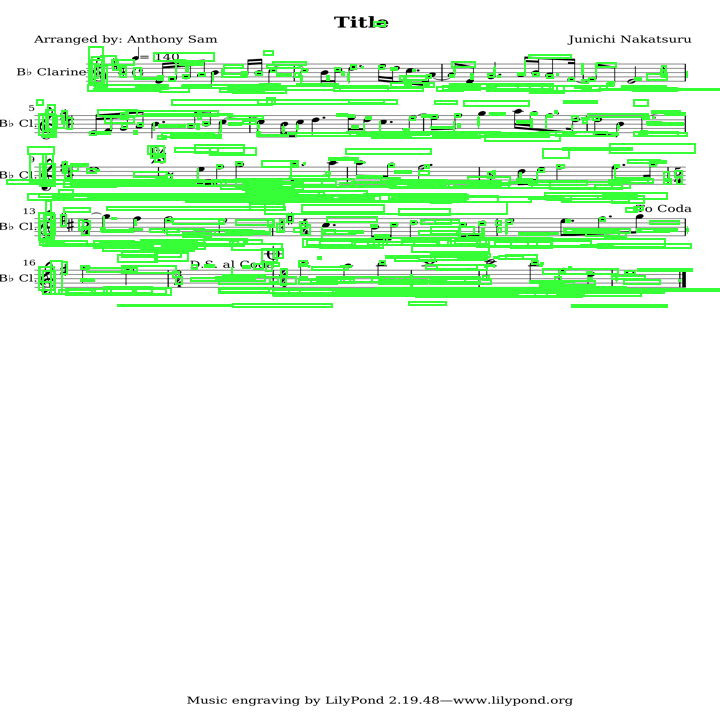 Title
Arranged by: Anthony Sam
Junichi Nakatsuru
= 140
B♭ Clarinet
5
B♭ Cl.
9
B♭ Cl.
To Coda
13
B♭ Cl.
D.S. al Coda
16
B♭ Cl.
Music engraving by LilyPond 2.19.48—www.lilypond.org